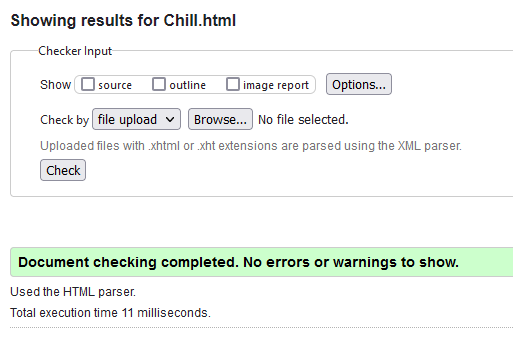 Showing results for Chill.html
Checker Input
Show source outline image report Options...
Check by file upload Browse... No file selected.
Uploaded files with .xhtml or .xht extensions are parsed using the XML parser.
Check
Document checking completed. No errors or warnings to show.
Used the HTML parser.
Total execution time 11 milliseconds.